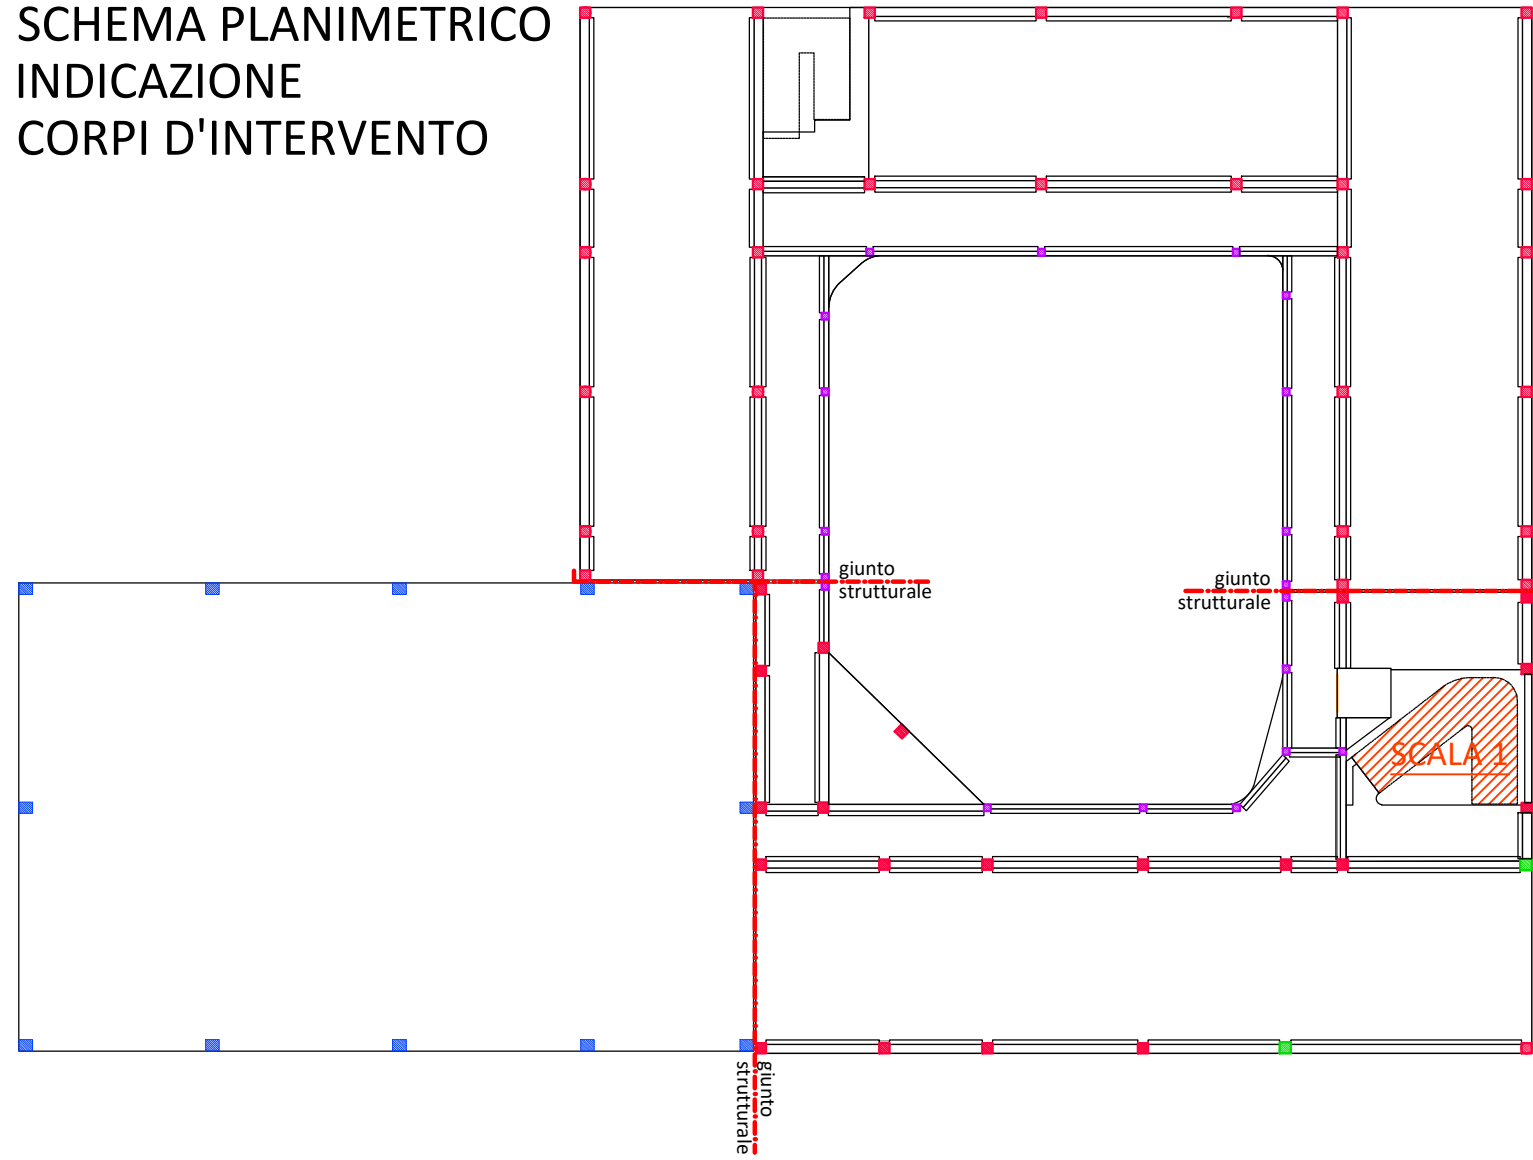 SCHEMA PLANIMETRICO
INDICAZIONE
CORPI D'INTERVENTO
giunto
strutturale
giunto
strutturale
SCALA 1
giunto
strutturale